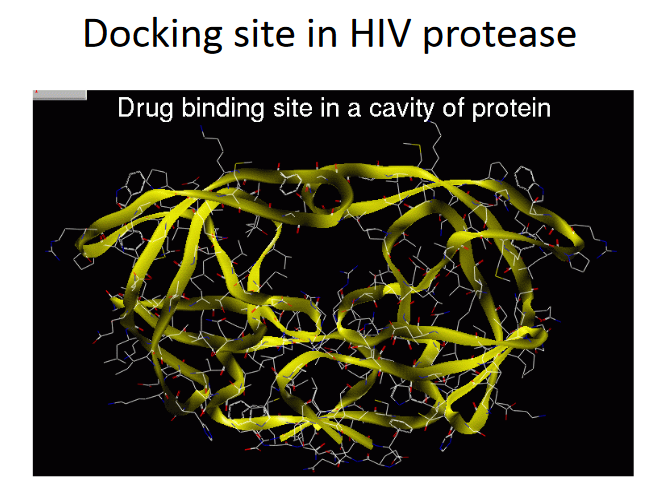 Docking site in HIV protease
Drug binding site in a cavity of protein